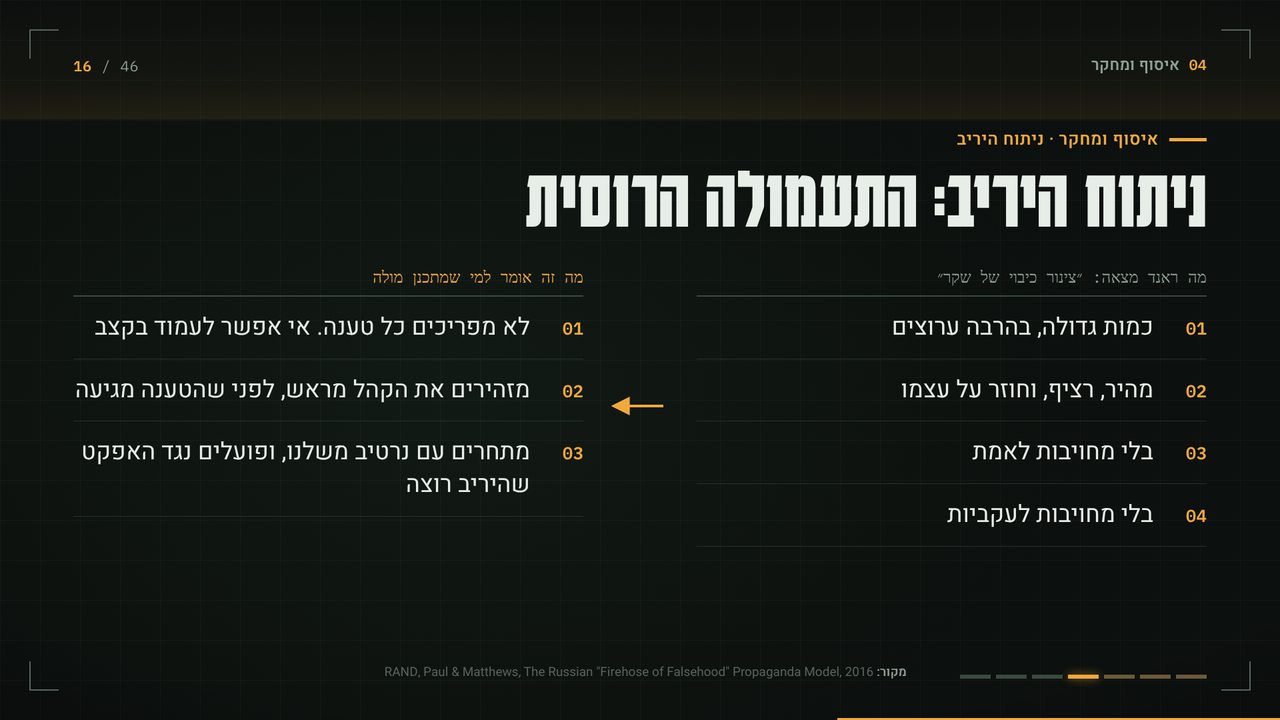 04 איסוף ומחקר
16 / 46
איסוף ומחקר · ניתוח היריב
ניתוח היריב: התעמולה הרוסית
מה ראנד מצאה: ״צינור כיבוי של שקר״
01 כמות גדולה, בהרבה ערוצים
02 מהיר, רציף, וחוזר על עצמו
03 בלי מחויבות לאמת
04 בלי מחויבות לעקביות
מה זה אומר למי שמתכנן מולה
01 לא מפריכים כל טענה. אי אפשר לעמוד בקצב
02 מזהירים את הקהל מראש, לפני שהטענה מגיעה
03 מתחרים עם נרטיב משלנו, ופועלים נגד האפקט
שהיריב רוצה
מקור: RAND, Paul & Matthews, The Russian "Firehose of Falsehood" Propaganda Model, 2016